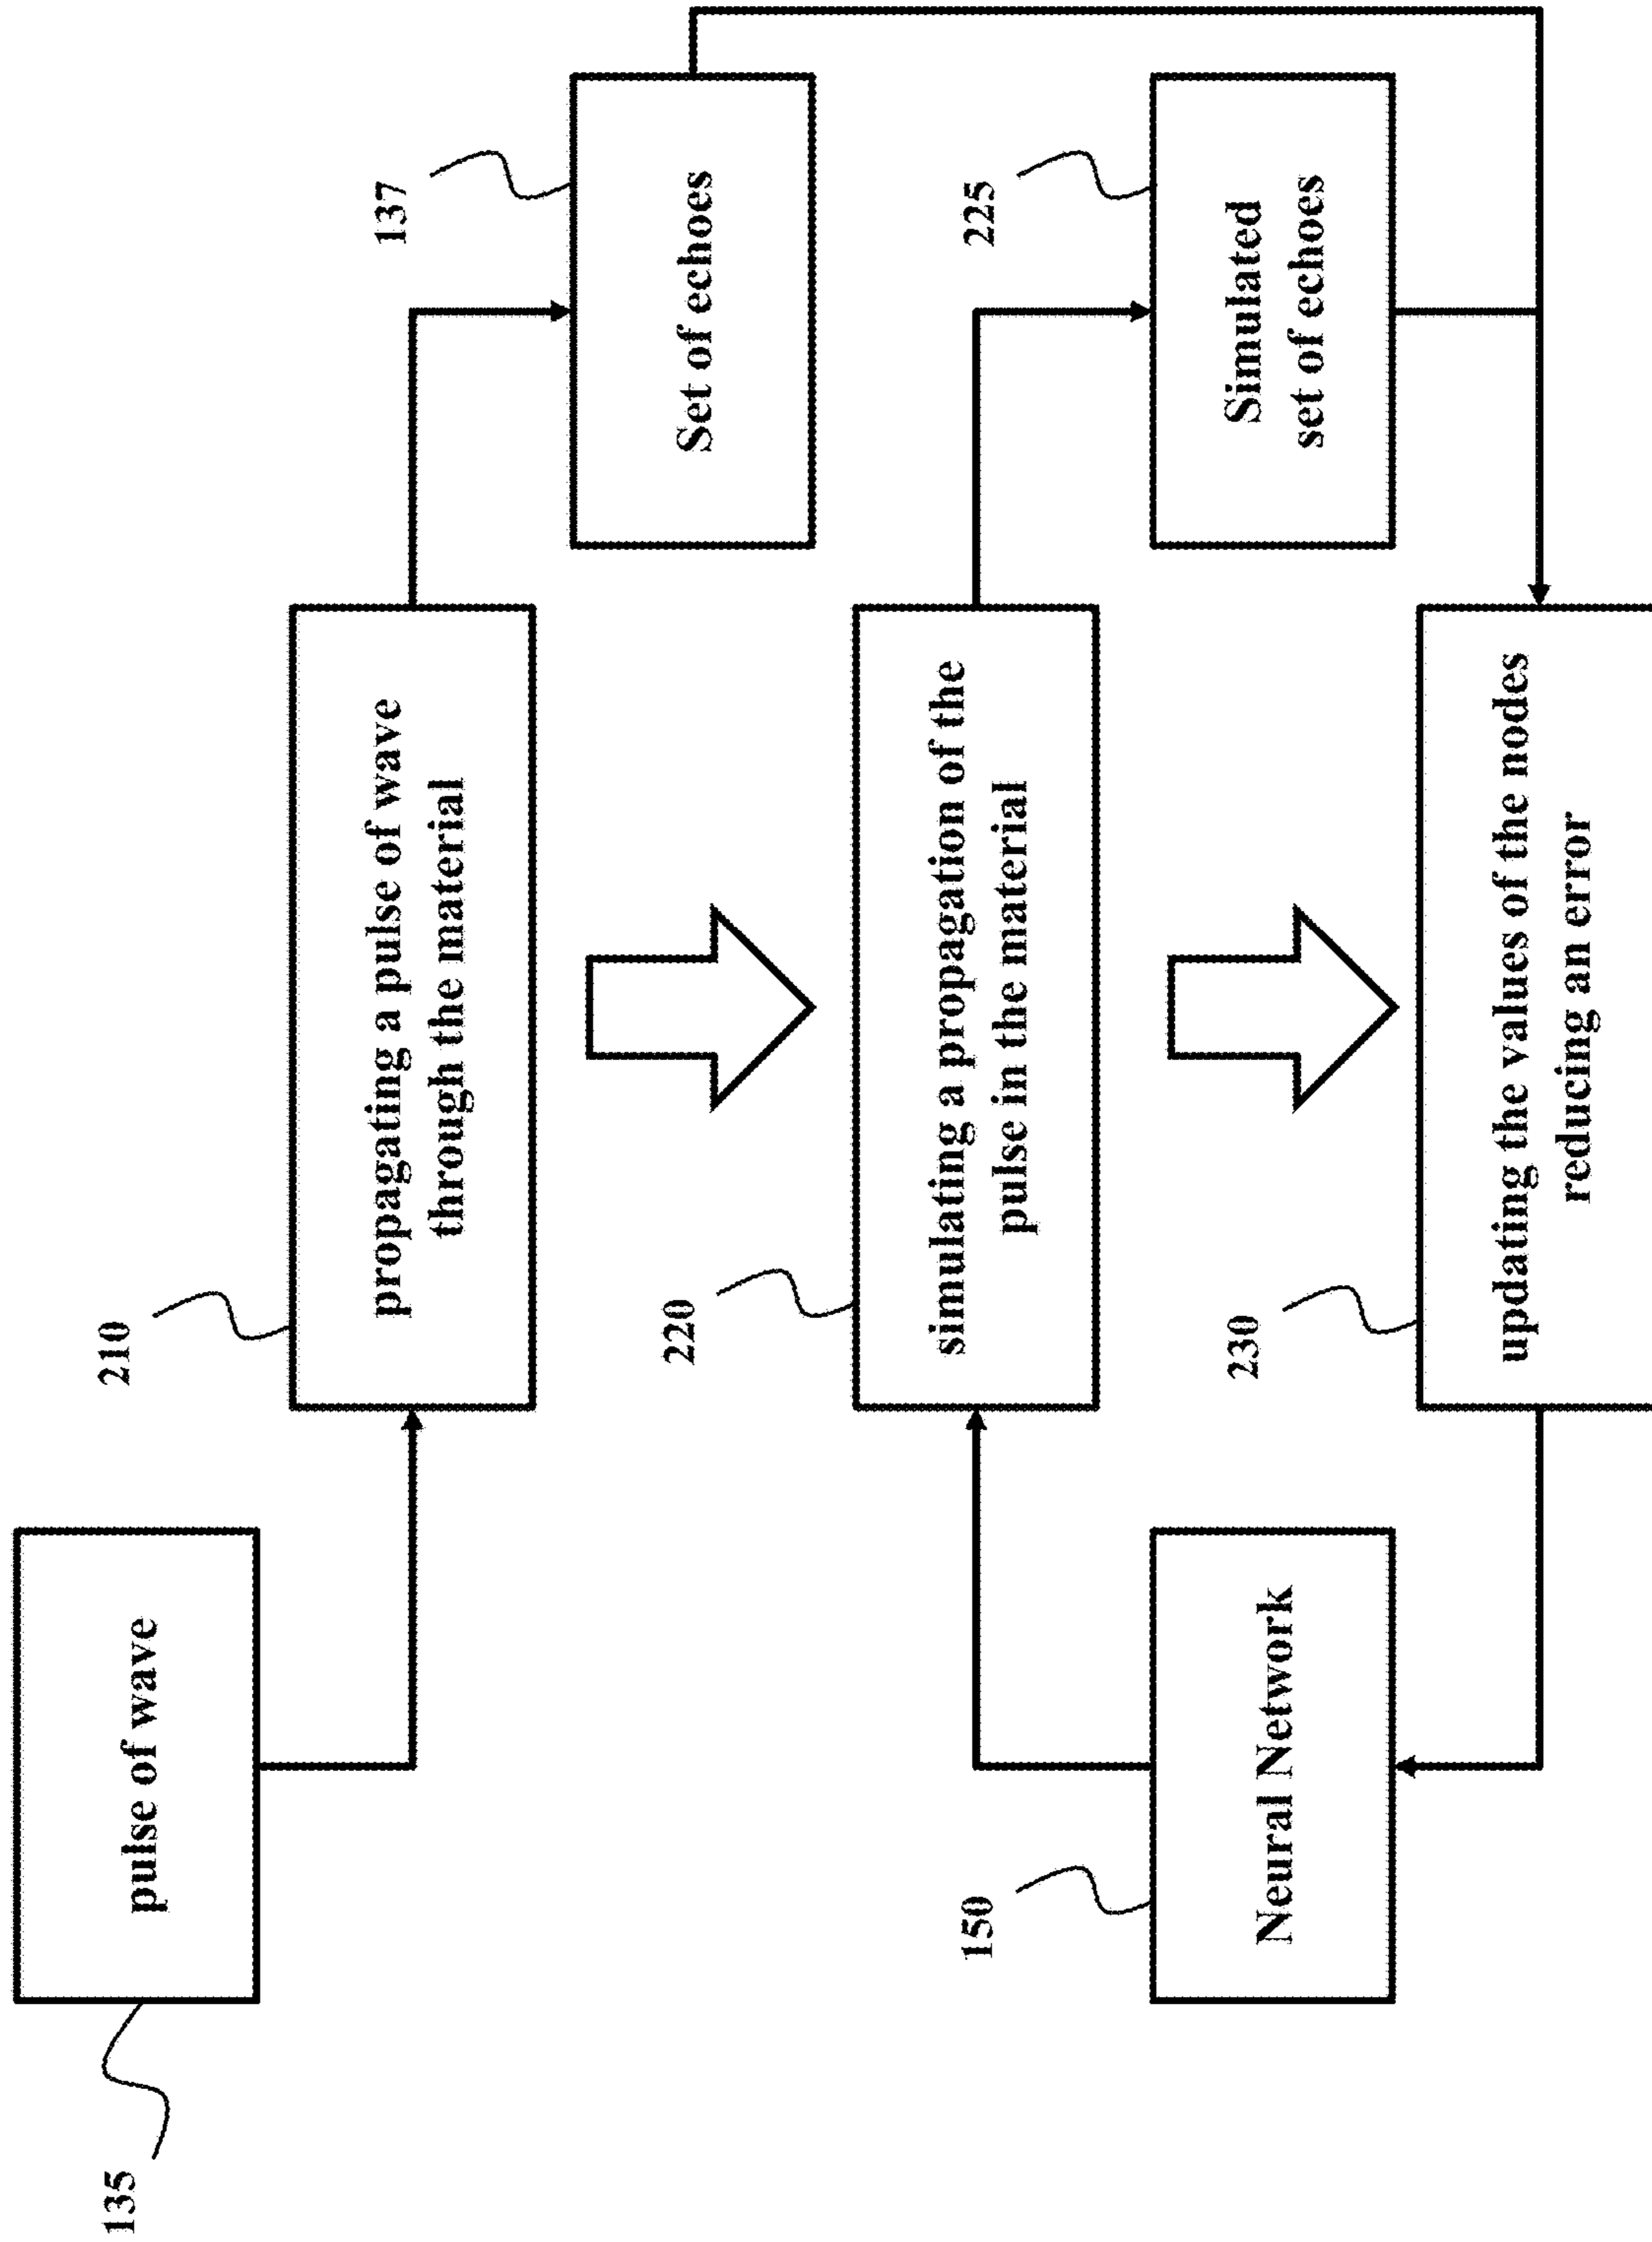 135
pulse of wave
210
propagating a pulse of wave
through the material
137
Set of echoes
220
simulating a propagation of the
pulse in the material
225
Simulated
set of echoes
150
Neural Network
230
updating the values of the nodes
reducing an error